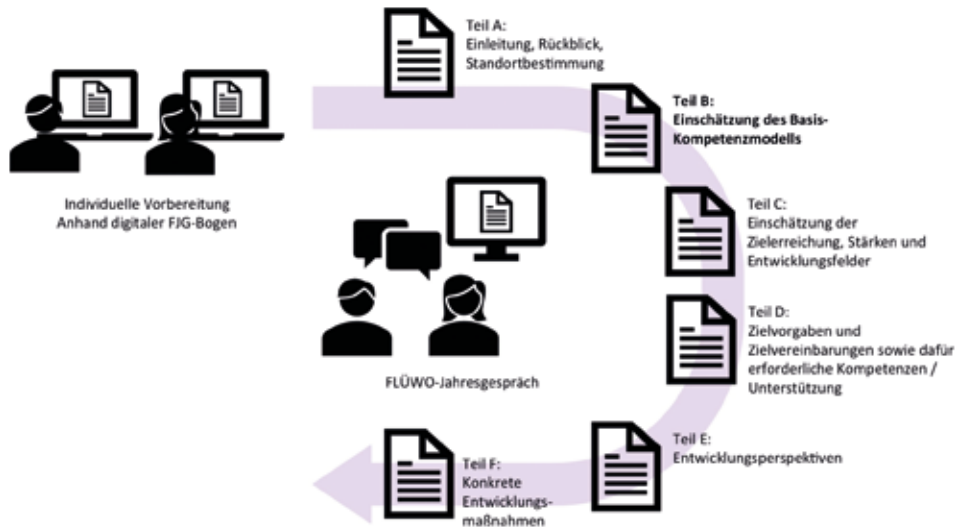 Teil A:
Einleitung, Rückblick,
Standortbestimmung
Teil B:
Einschätzung des Basis-
Kompetenzmodells
Individuelle Vorbereitung
Anhand digitaler FJG-Bogen
Teil C:
Einschätzung der
Zielerreichung, Stärken und
Entwicklungsfelder
Teil D:
Zielvorgaben und
Zielvereinbarungen sowie dafür
erforderliche Kompetenzen /
Unterstützung
FLÜWO-Jahresgespräch
Teil E:
Entwicklungsperspektiven
Teil F:
Konkrete
Entwicklungs-
maßnahmen